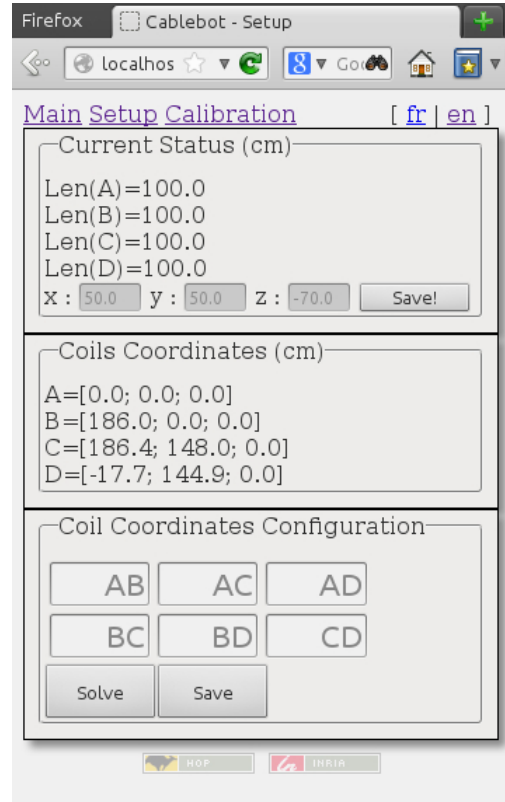 Firefox
Cablebot - Setup
localhos
Goo
Main Setup Calibration [ fr | en ]
Current Status (cm)
Len(A)=100.0
Len(B)=100.0
Len(C)=100.0
Len(D)=100.0
x : 50.0 y : 50.0 z : -70.0 Save!
Coils Coordinates (cm)
A=[0.0; 0.0; 0.0]
B=[186.0; 0.0; 0.0]
C=[186.4; 148.0; 0.0]
D=[-17.7; 144.9; 0.0]
Coil Coordinates Configuration
AB AC AD
BC BD CD
Solve Save
HOP INRIA